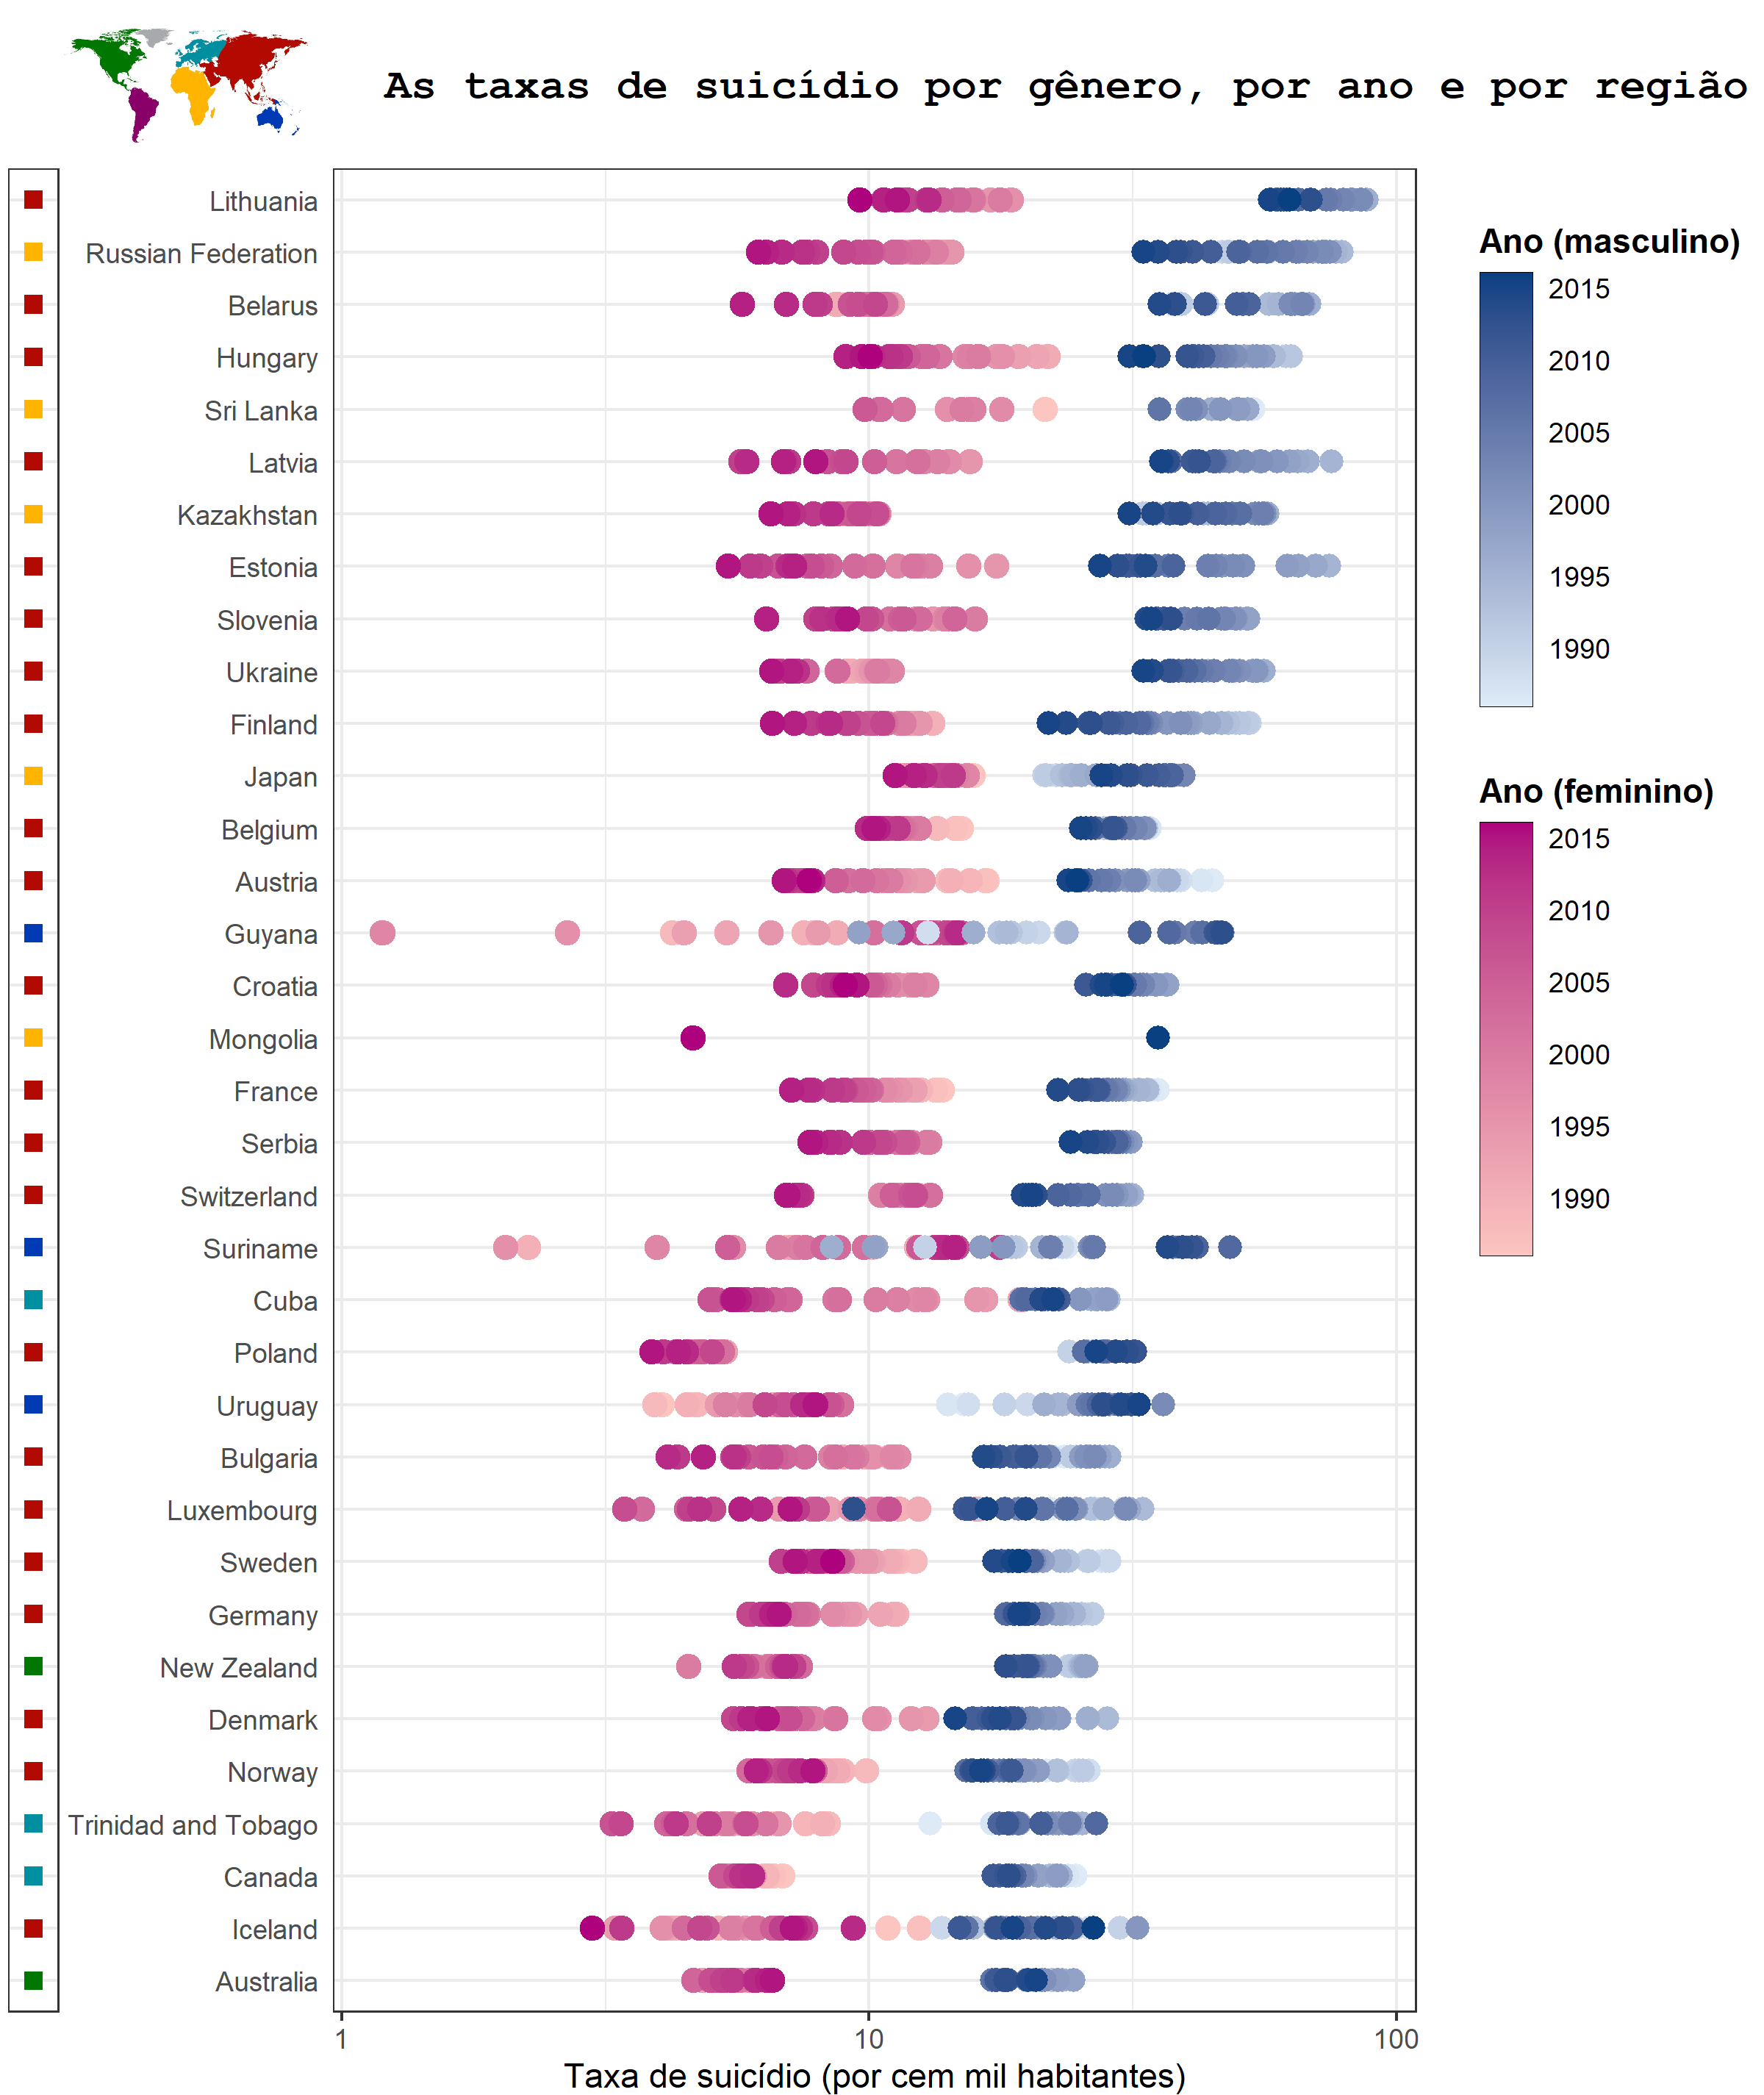 As taxas de suicídio por gênero, por ano e por região
Lithuania
Russian Federation
Belarus
Hungary
Sri Lanka
Latvia
Kazakhstan
Estonia
Slovenia
Ukraine
Finland
Japan
Belgium
Austria
Guyana
Croatia
Mongolia
France
Serbia
Switzerland
Suriname
Cuba
Poland
Uruguay
Bulgaria
Luxembourg
Sweden
Germany
New Zealand
Denmark
Norway
Trinidad and Tobago
Canada
Iceland
Australia
1 10 100
Taxa de suicídio (por cem mil habitantes)
Ano (masculino)
2015
2010
2005
2000
1995
1990
Ano (feminino)
2015
2010
2005
2000
1995
1990